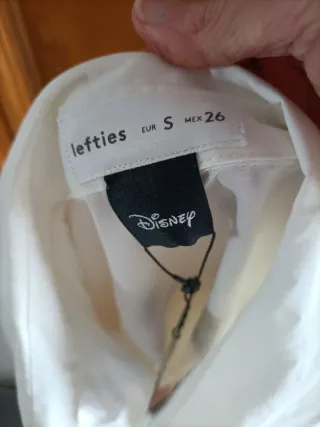 lefties EUR S MEX 26
Disney